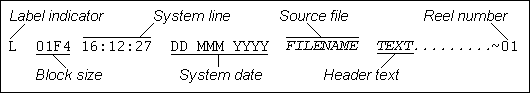 Label indicator System line Source file Reel number
L 01F4 16:12:27 DD MMM YYYY FILENAME TEXT.........~01
Block size System date Header text